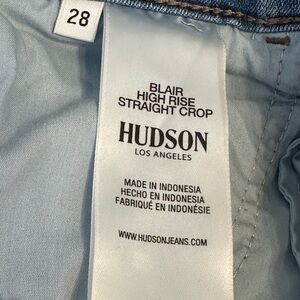 28
BLAIR
HIGH RISE
STRAIGHT CROP
HUDSON
LOS ANGELES
MADE IN INDONESIA
HECHO EN INDONESIA
FABRIQUÉ EN INDONÉSIE
WWW.HUDSONJEANS.COM